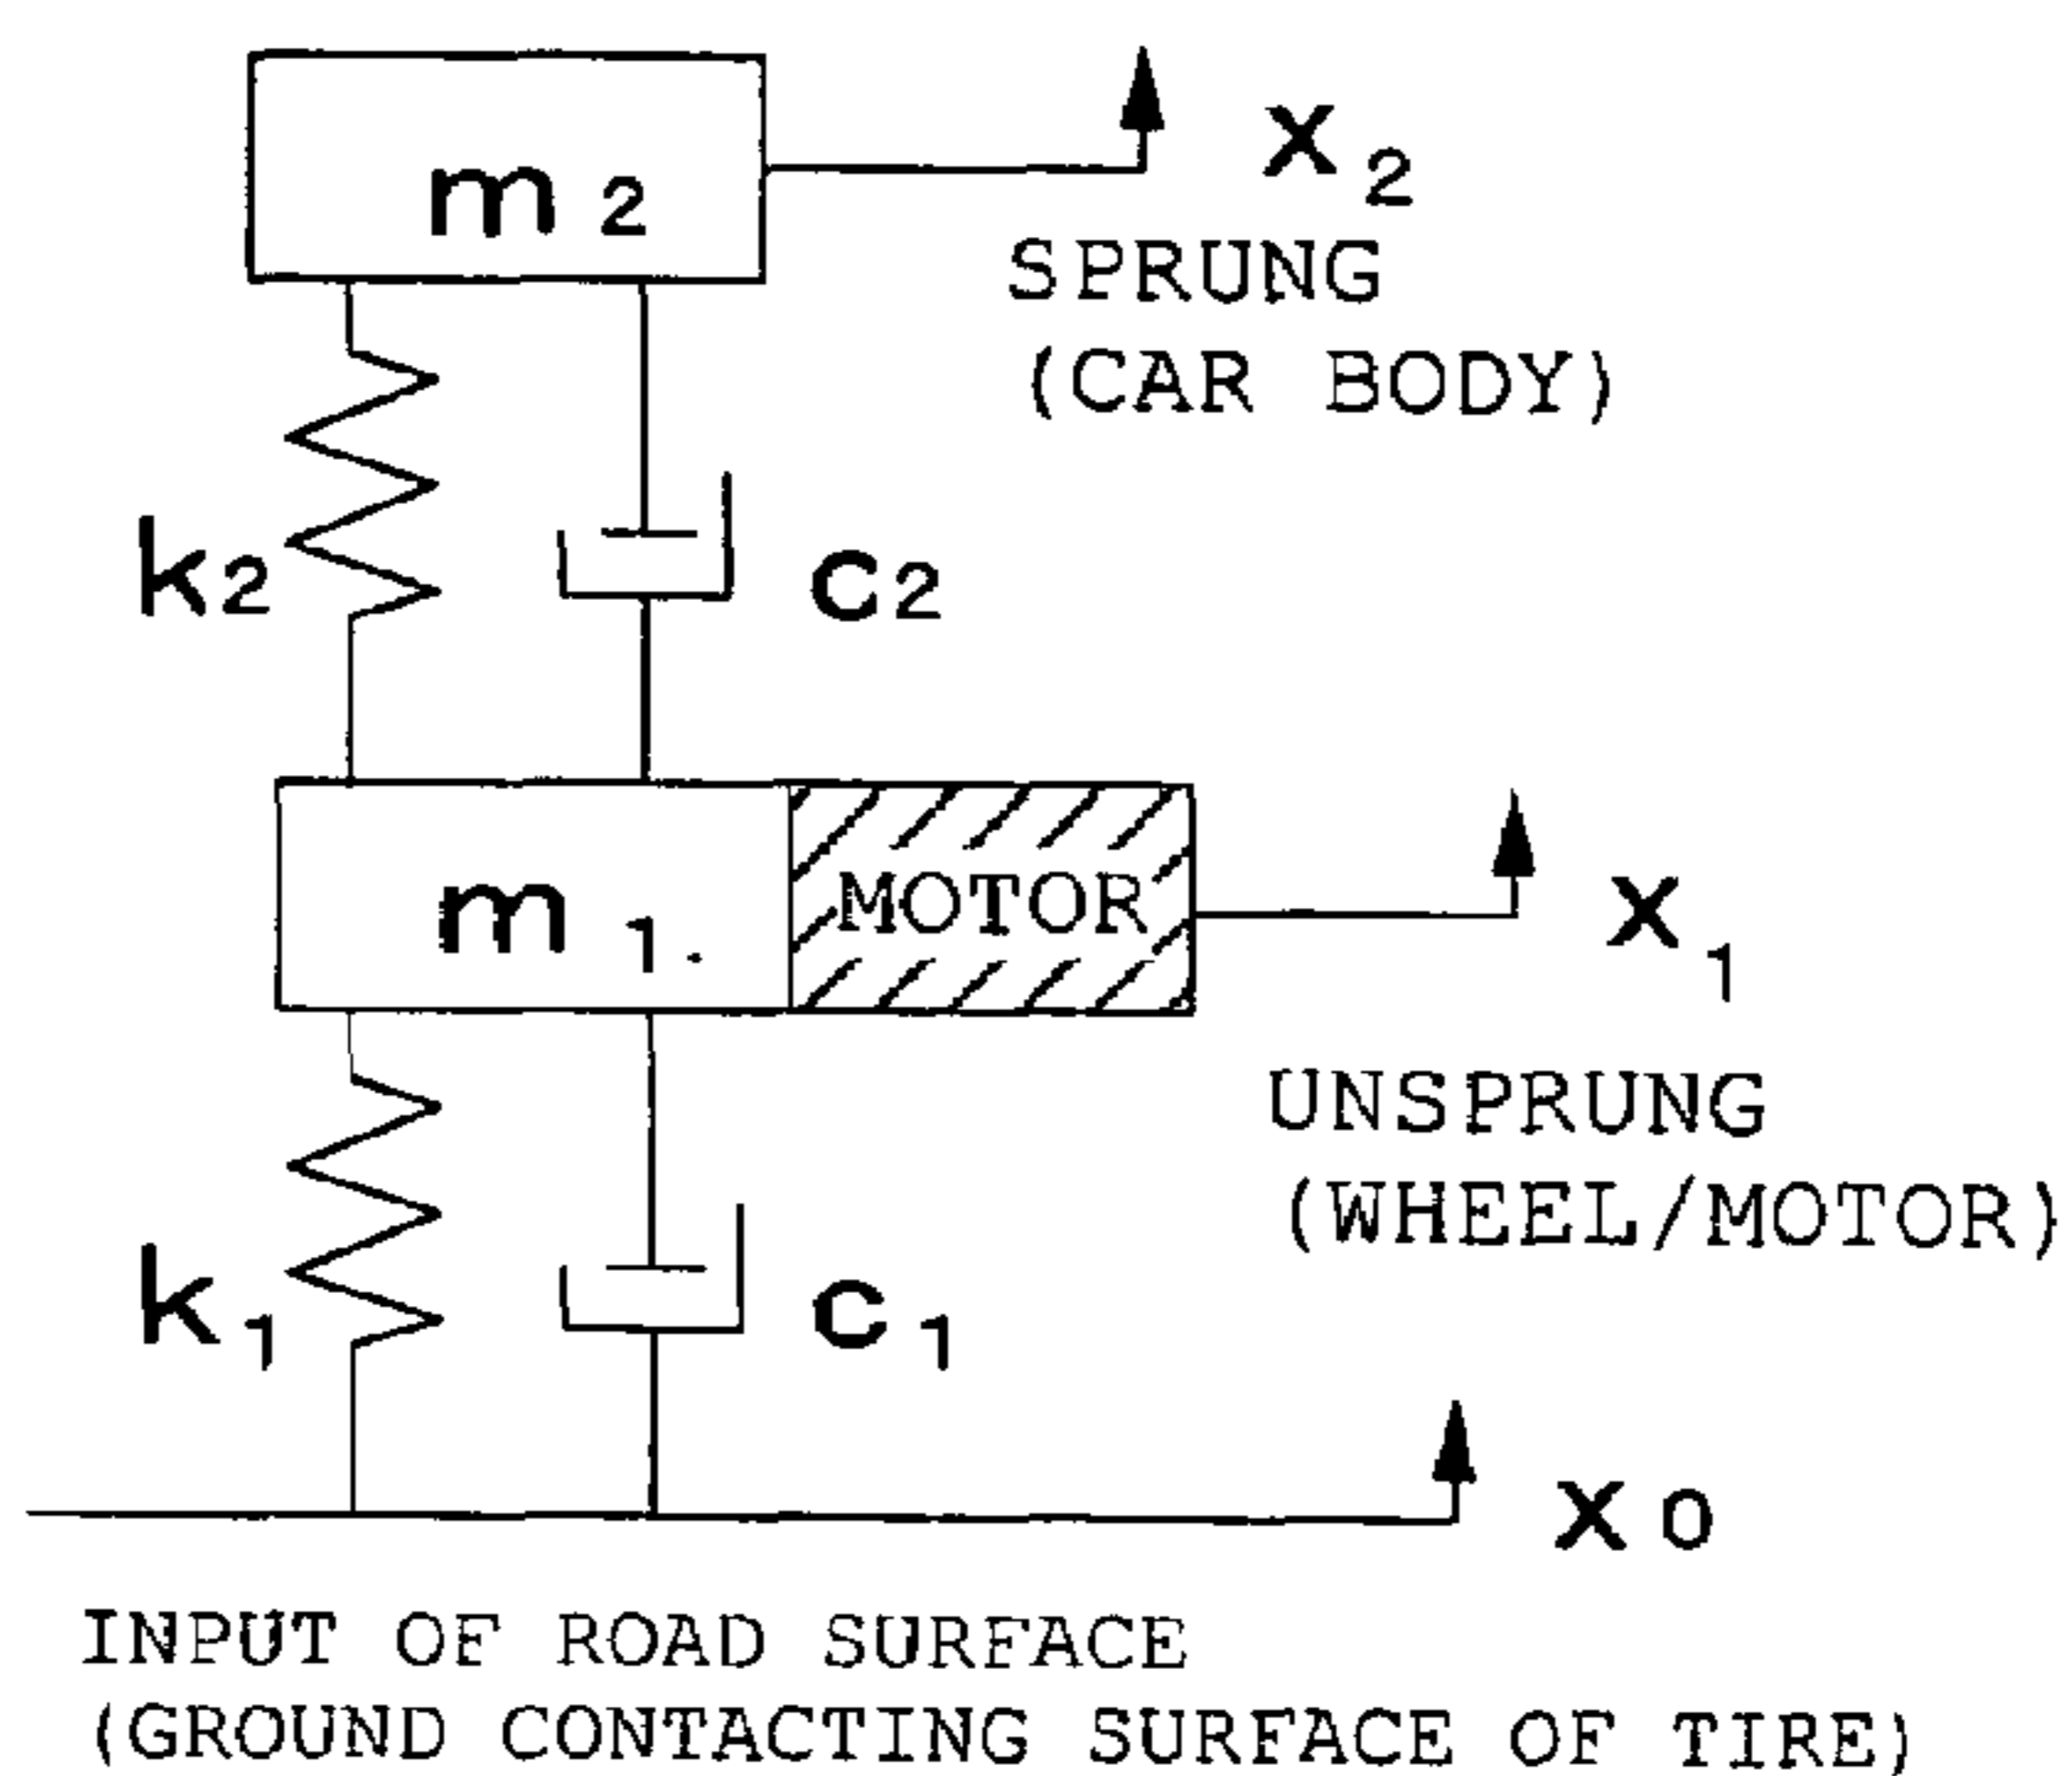 m2
x2
SPRUNG
(CAR BODY)
k2
c2
m1.
MOTOR
x1
UNSPRUNG
(WHEEL/MOTOR)
k1
c1
x0
INPUT OF ROAD SURFACE
(GROUND CONTACTING SURFACE OF TIRE)